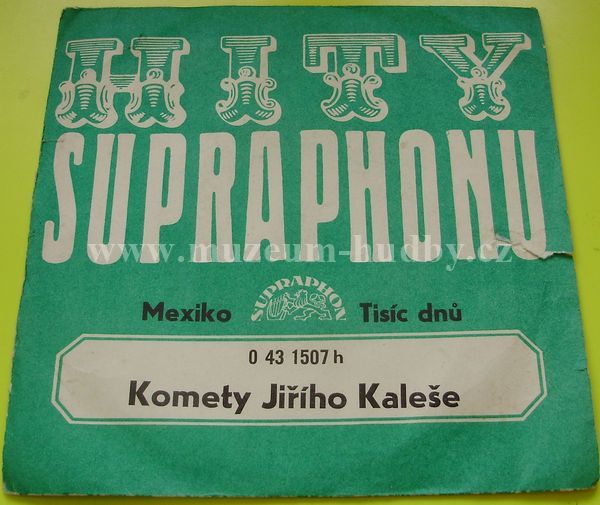 HITY
SUPRAPHONU
www.muzeum-hudby.cz
Mexiko SUPRAPHON Tisíc dnů
0 43 1507 h
Komety Jiřího Kaleše